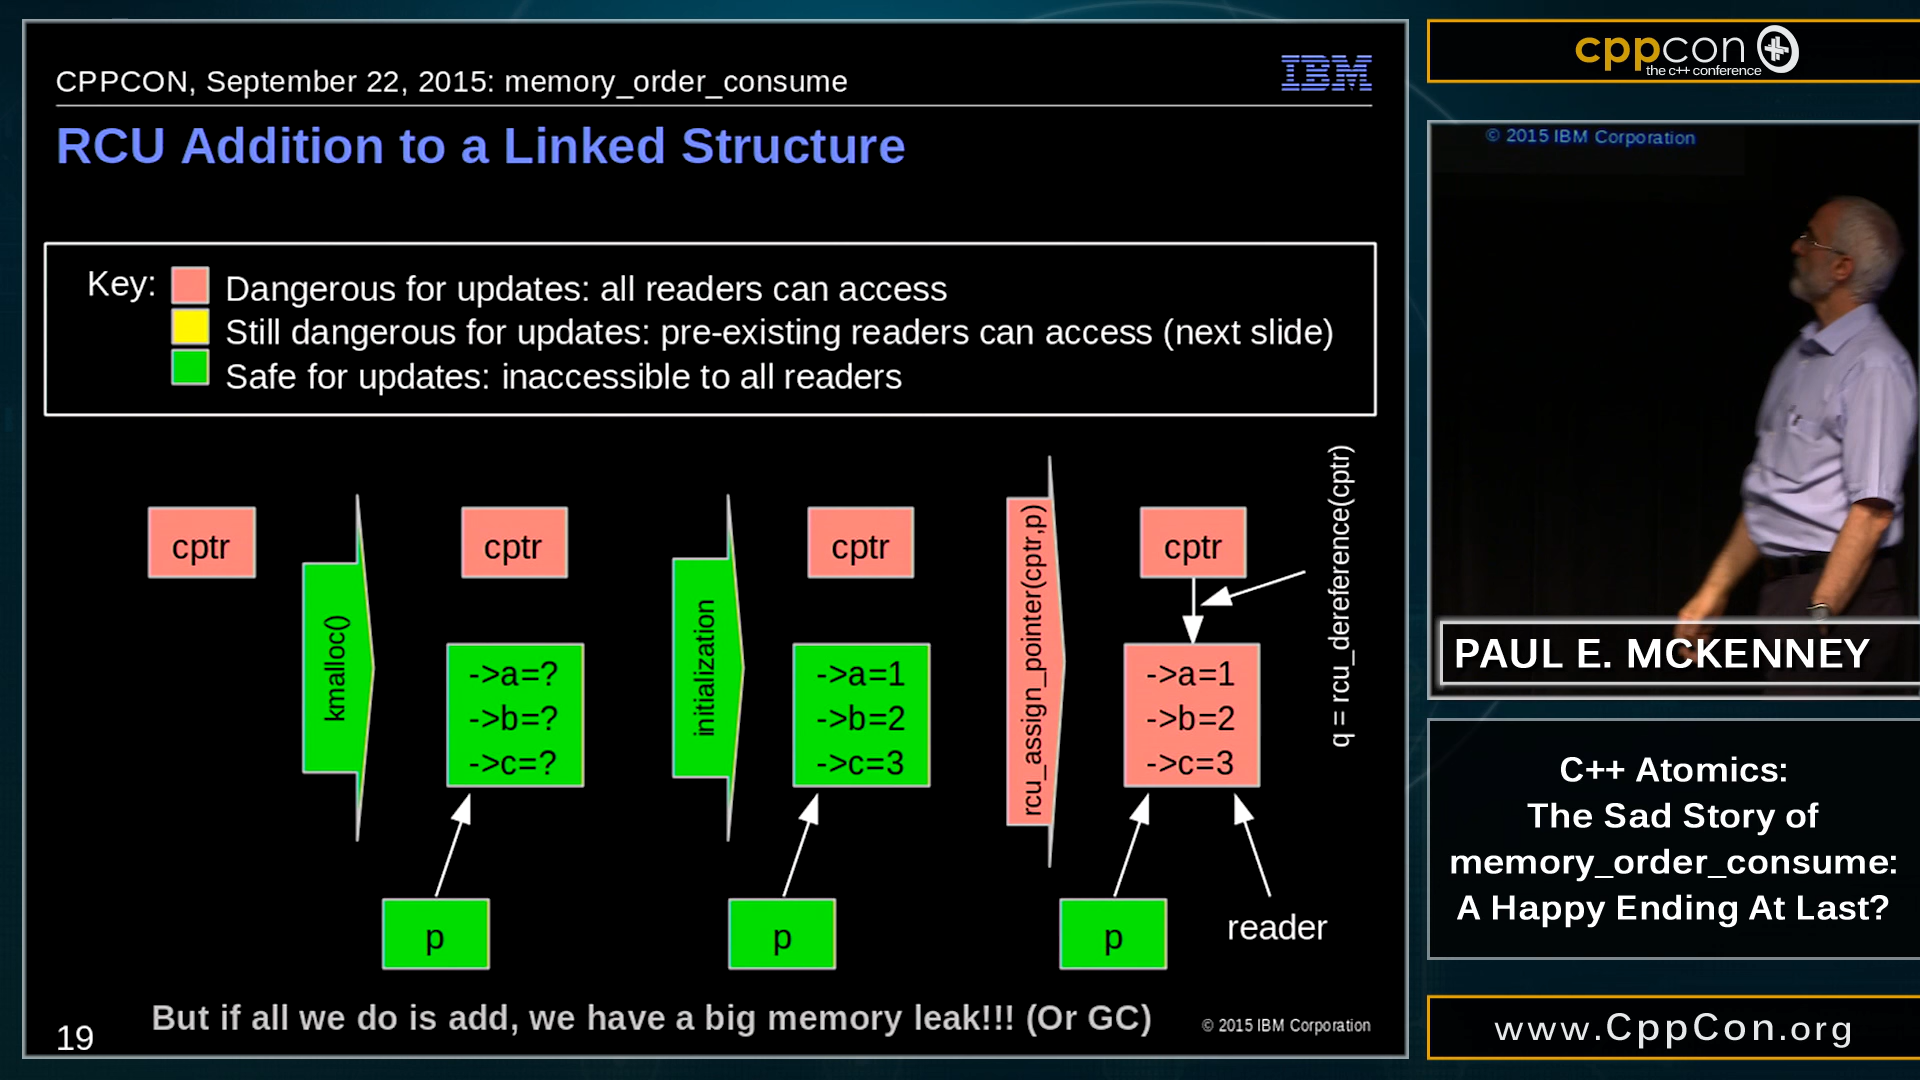 CPPCON, September 22, 2015: memory_order_consume
IBM
RCU Addition to a Linked Structure
Key:
Dangerous for updates: all readers can access
Still dangerous for updates: pre-existing readers can access (next slide)
Safe for updates: inaccessible to all readers
cptr
kmalloc()
cptr
->a=?
->b=?
->c=?
p
initialization
cptr
->a=1
->b=2
->c=3
p
rcu_assign_pointer(cptr,p)
cptr
->a=1
->b=2
->c=3
p
reader
q = rcu_dereference(cptr)
But if all we do is add, we have a big memory leak!!! (Or GC)
© 2015 IBM Corporation
19
cppcon
the c++ conference
© 2015 IBM Corporation
PAUL E. MCKENNEY
C++ Atomics:
The Sad Story of
memory_order_consume:
A Happy Ending At Last?
www.CppCon.org